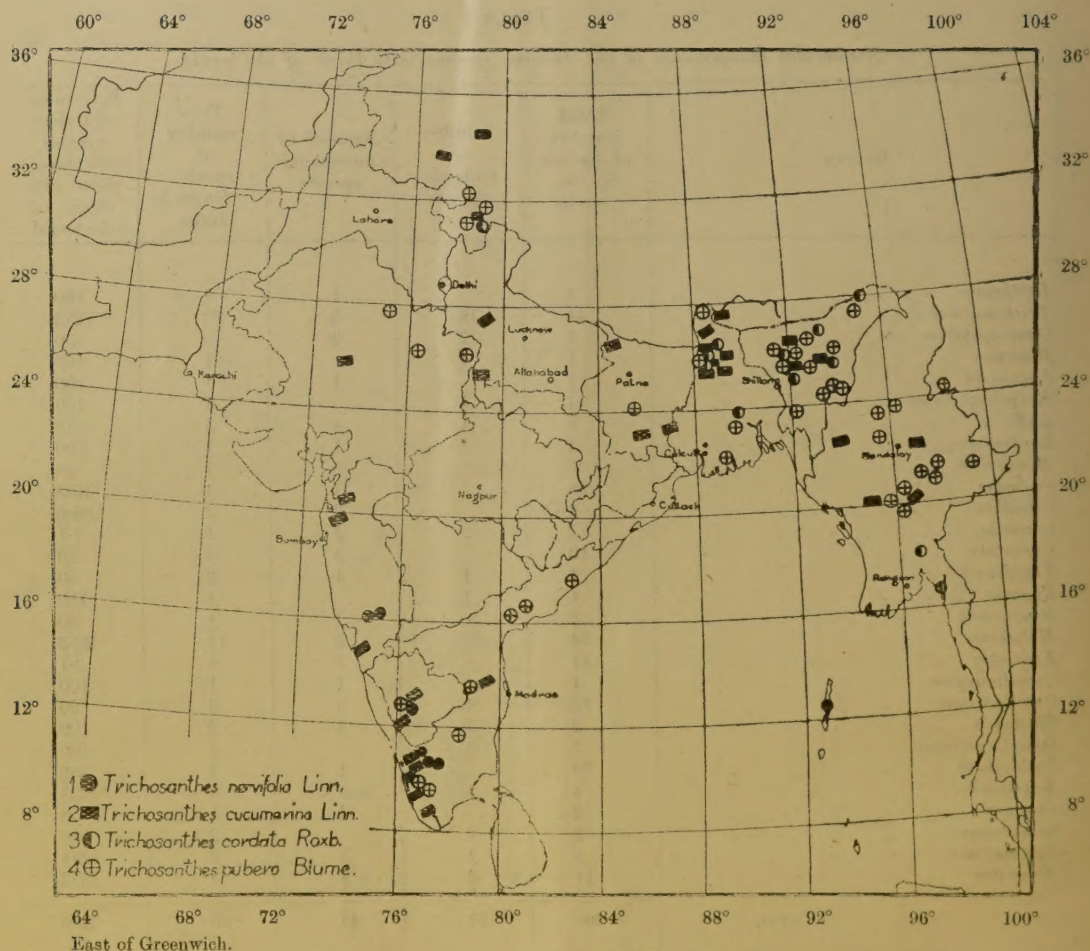 60° 64° 68° 72° 76° 80° 84° 88° 92° 96° 100° 104°
36° 36°
32° 32°
Lahore
28° 28°
Delhi
Lucknow
Karachi
Allahabad
Patna
Shillong
24° 24°
Calcutta
Mandalay
Nagpur
Cuttack
20° 20°
Bombay
Rangoon
16° 16°
Madras
12° 12°
1 Trichosanthes nervifolia Linn.
2 Trichosanthes cucumerina Linn.
8° 8°
3 Trichosanthes cordata Roxb.
4 Trichosanthes pubera Blume.
64° 68° 72° 76° 80° 84° 88° 92° 96° 100°
East of Greenwich.